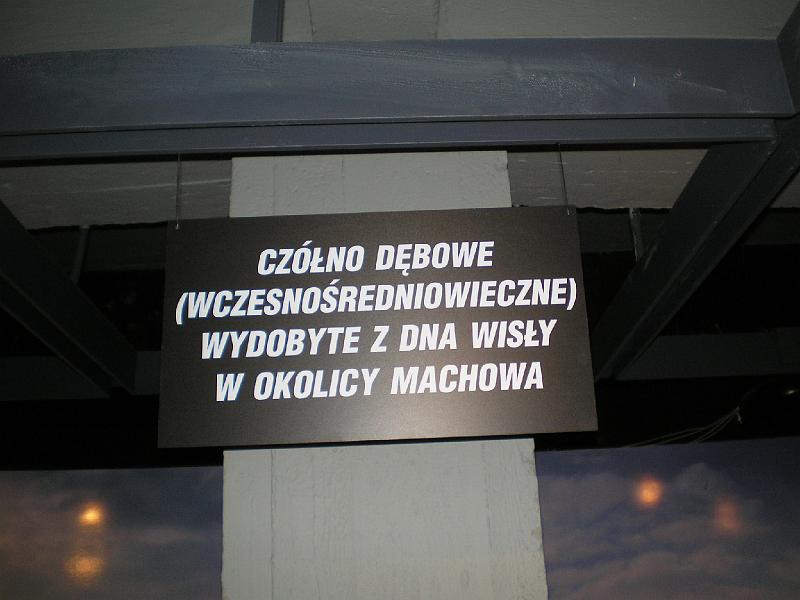 CZÓŁNO DĘBOWE
(WCZESNOŚREDNIOWIECZNE)
WYDOBYTE Z DNA WISŁY
W OKOLICY MACHOWA